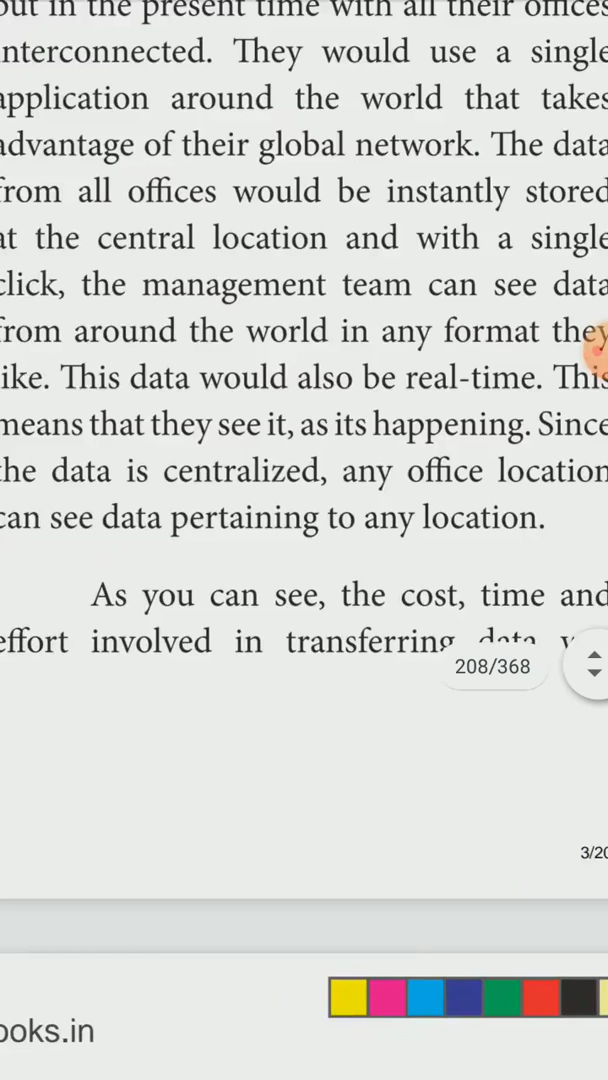 but in the present time with all their offices
interconnected. They would use a single
application around the world that takes
advantage of their global network. The data
from all offices would be instantly stored
at the central location and with a single
click, the management team can see data
from around the world in any format they
like. This data would also be real-time. This
means that they see it, as its happening. Since
the data is centralized, any office location
can see data pertaining to any location.
As you can see, the cost, time and
effort involved in transferring data
208/368
3/20
ooks.in